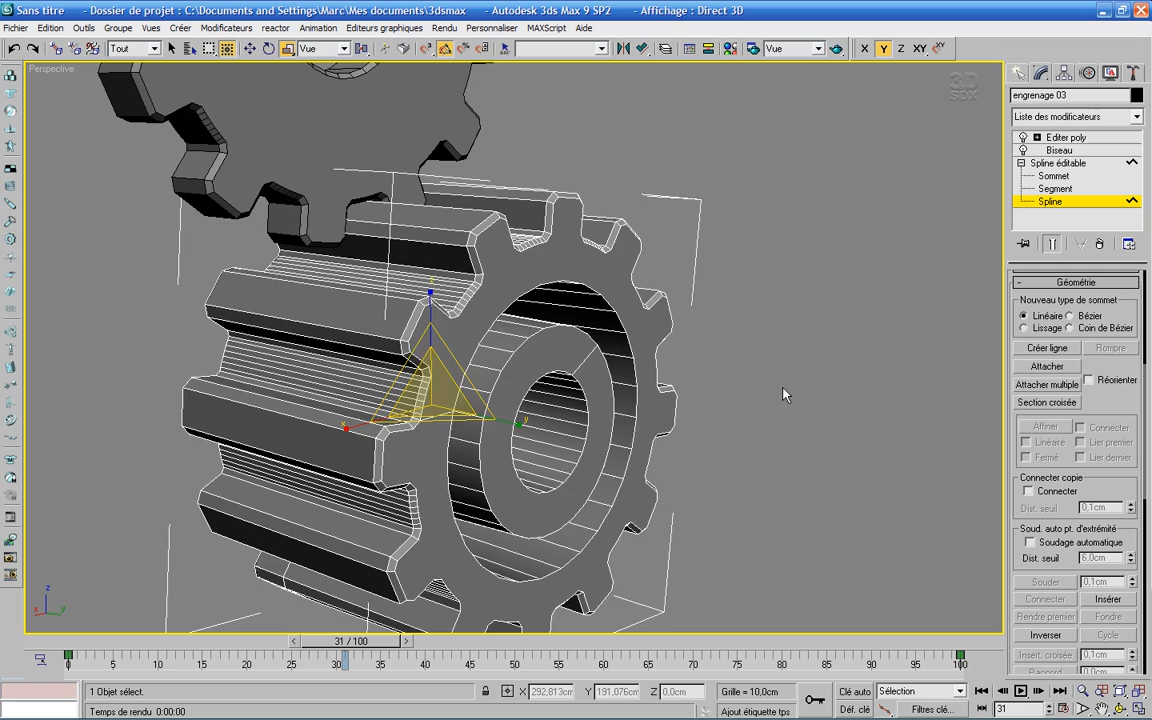 Sans titre - Dossier de projet : C:\Documents and Settings\Marc\Mes documents\3dsmax - Autodesk 3ds Max 9 SP2 - Affichage : Direct 3D
Fichier Edition Outils Groupe Vues Créer Modificateurs reactor Animation Editeurs graphiques Rendu Personnaliser MAXScript Aide
Tout Vue Vue X Y Z XY XY
Perspective
engrenage 03
Liste des modificateurs
Editer poly
Biseau
Spline éditable
Sommet
Segment
Spline
- Géométrie
Nouveau type de sommet
Linéaire Bézier
Lissage Coin de Bézier
Créer ligne Rompre
Attacher
Réorienter
Attacher multiple
Section croisée
Affiner Connecter
Linéaire Lier premier
Fermé Lier dernier
Connecter copie
Connecter
Dist. seuil 0,1cm
Soud. auto pt. d'extrémité
Soudage automatique
Dist. seuil 6,0cm
Souder 0,1cm
Connecter Insérer
Rendre premier Fondre
Inverser Cycle
Insert. croisée 0,1cm
x y z
x y
31 / 100
0 5 10 15 20 25 30 35 40 45 50 55 60 65 70 75 80 85 90 95 100
1 Objet sélect. X 292,813cm Y 191,076cm Z 0,0cm Grille = 10,0cm Clé auto Sélection
Temps de rendu 0:00:00 Ajout étiquette tps Déf. clé Filtres clé... 31